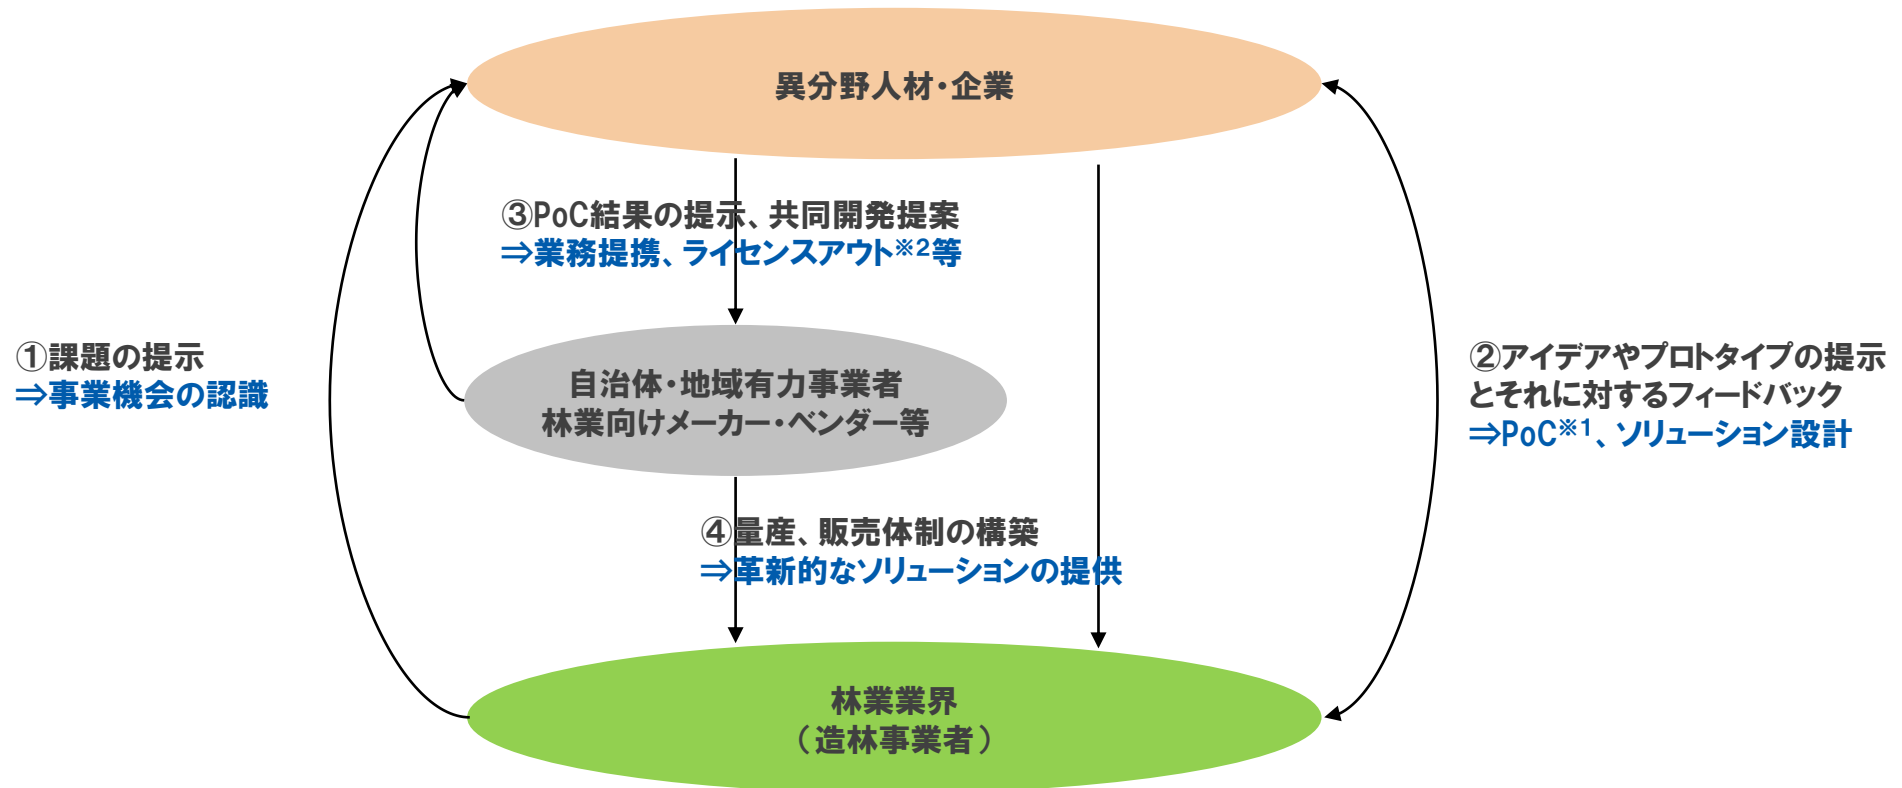 異分野人材・企業
③PoC結果の提示、共同開発提案
⇒業務提携、ライセンスアウト※2等
①課題の提示
⇒事業機会の認識
自治体・地域有力事業者
林業向けメーカー・ベンダー等
②アイデアやプロトタイプの提示
とそれに対するフィードバック
⇒PoC※1、ソリューション設計
④量産、販売体制の構築
⇒革新的なソリューションの提供
林業業界
（造林事業者）